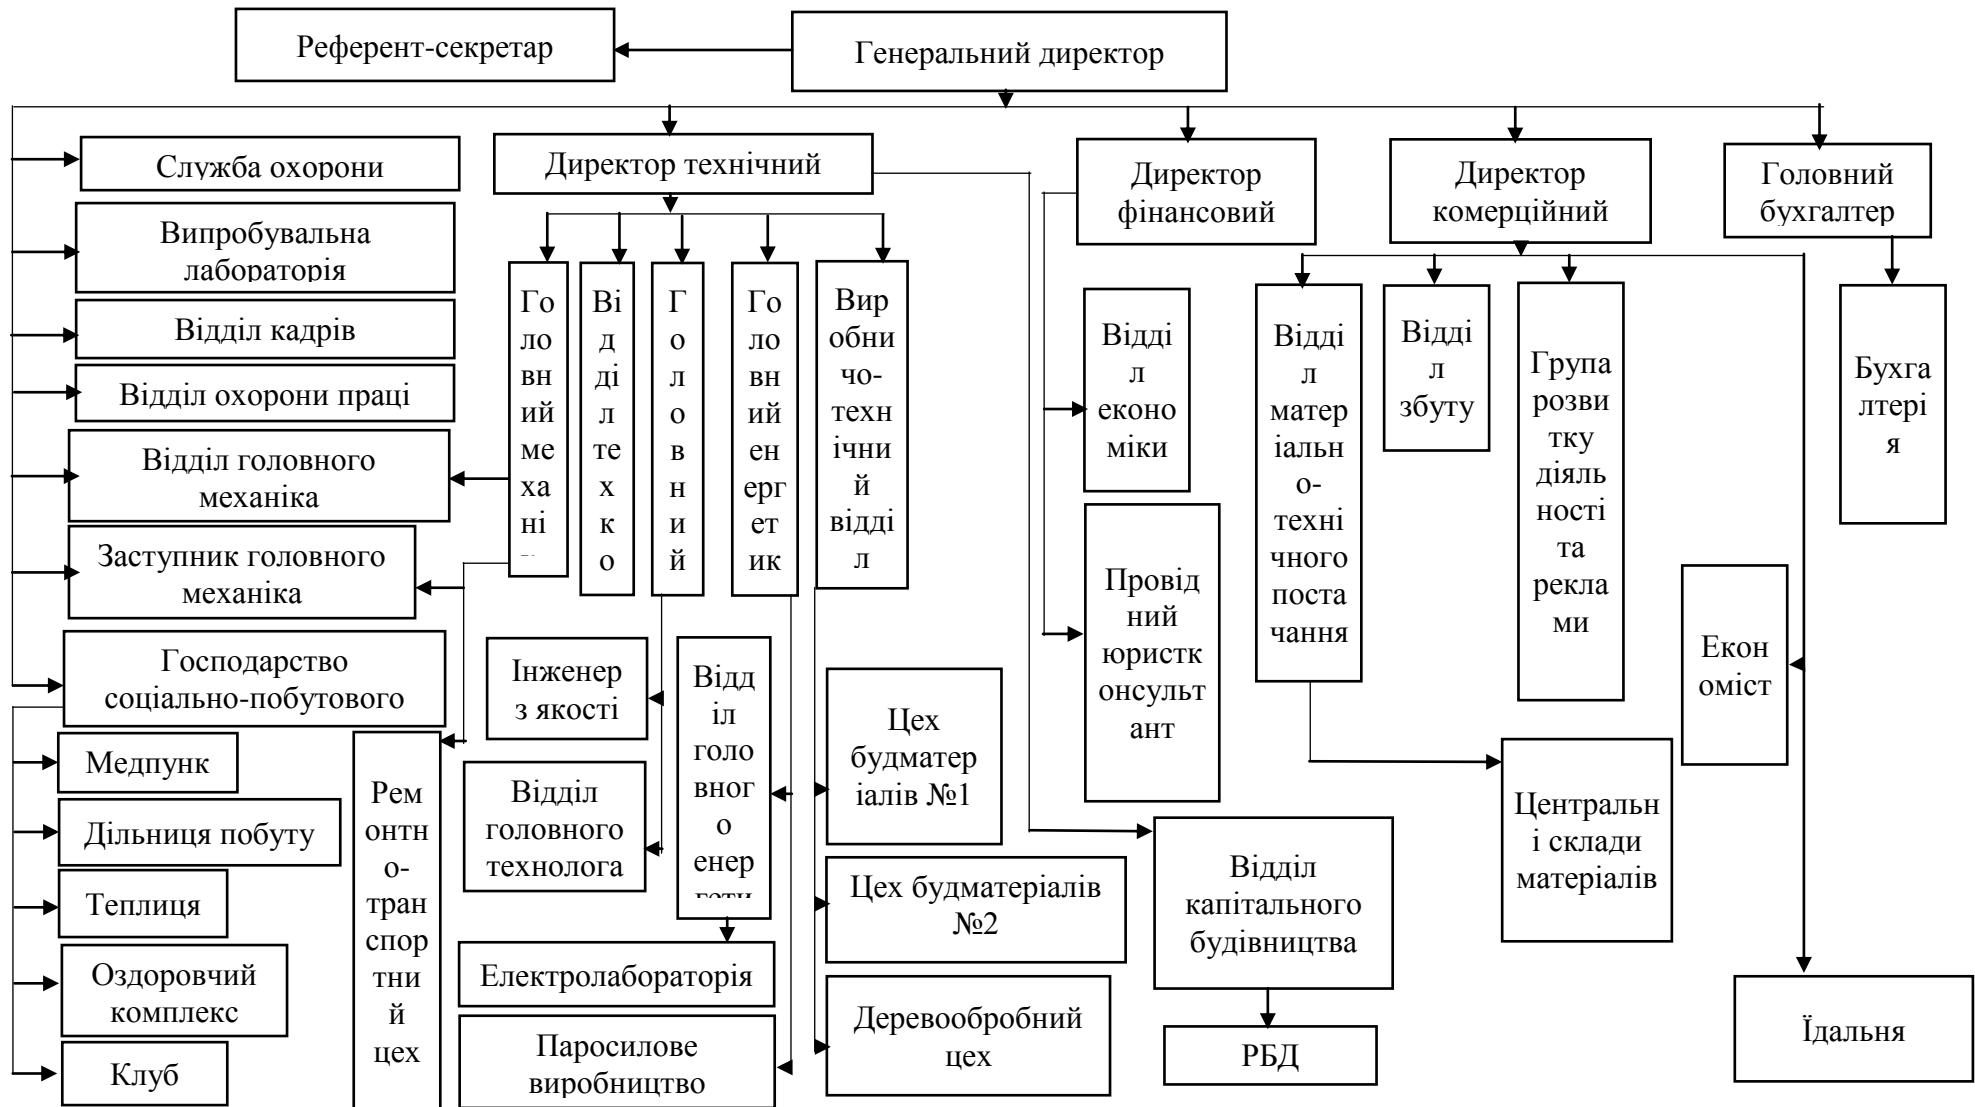 Референт-секретар
Генеральний директор
Служба охорони
Директор технічний
Директор
фінансовий
Директор
комерційний
Головний
бухгалтер
Випробувальна
лабораторія
Відділ кадрів
Відділ охорони праці
Відділ головного
механіка
Заступник головного
механіка
Господарство
соціально-побутового
Медпунк
Дільниця побуту
Теплиця
Оздоровчий
комплекс
Клуб
Го
ло
вн
ий
ме
ха
ні
Ві
д
ді
л
те
х
к
о
Г
о
л
о
в
н
и
й
Го
ло
вн
ий
ен
ерг
ет
ик
Вир
обни
чо-
техн
ічни
й
відді
л
Рем
онтн
о-
тран
спор
тни
й
цех
Інженер
з якості
Відділ
головного
технолога
Відд
іл
голо
вног
о
енер
гети
Електролабораторія
Паросилове
виробництво
Цех
будматер
іалів №1
Цех будматеріалів
№2
Деревообробний
цех
Відді
л
еконо
міки
Провід
ний
юристк
онсульт
ант
Відділ
капітального
будівництва
РБД
Відді
л
матер
іальн
о-
техні
чного
поста
чання
Відді
л
збуту
Група
розви
тку
діяль
ності
та
рекла
ми
Центральн
і склади
матеріалів
Екон
оміст
Бухга
лтері
я
Їдальня